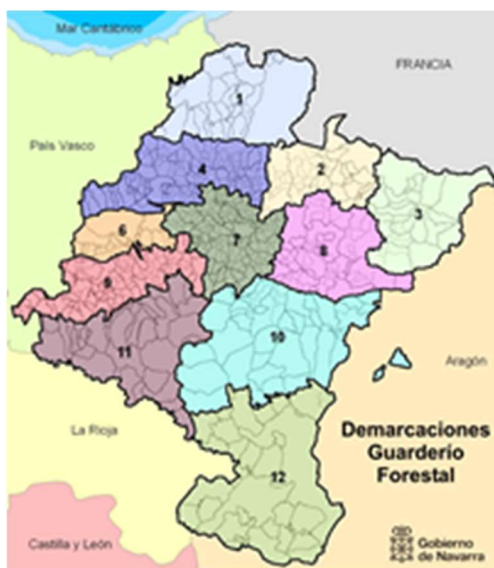 Mar Cantábrico
FRANCIA
País Vasco
1
4
2
3
6
7
8
9
10
11
Aragón
La Rioja
Demarcaciones
Guarderío
Forestal
12
Castilla y León
Gobierno
de Navarra